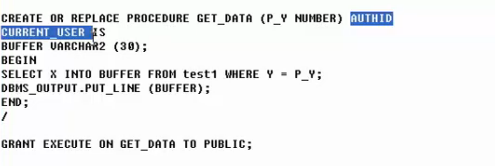 CREATE OR REPLACE PROCEDURE GET_DATA (P_Y NUMBER) AUTHID
CURRENT_USER IS
BUFFER VARCHAR2 (30);
BEGIN
SELECT X INTO BUFFER FROM test1 WHERE Y = P_Y;
DBMS_OUTPUT.PUT_LINE (BUFFER);
END;
/
GRANT EXECUTE ON GET_DATA TO PUBLIC;